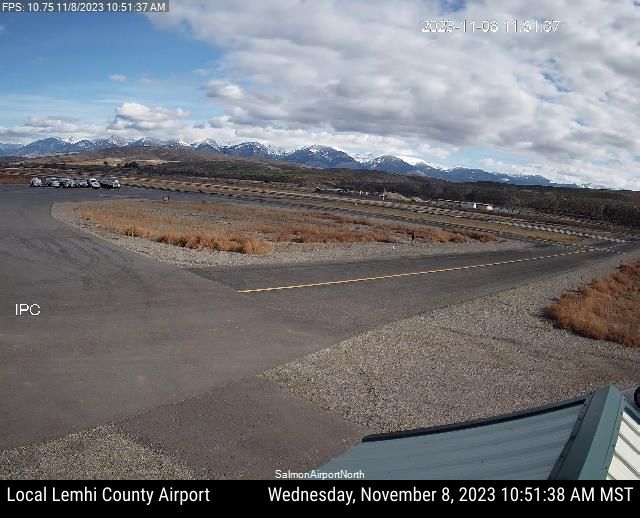 FPS: 10.75 11/8/2023 10:51:37 AM
2023-11-08 11:51:37
IPC
SalmonAirportNorth
Local Lemhi County Airport Wednesday, November 8, 2023 10:51:38 AM MST